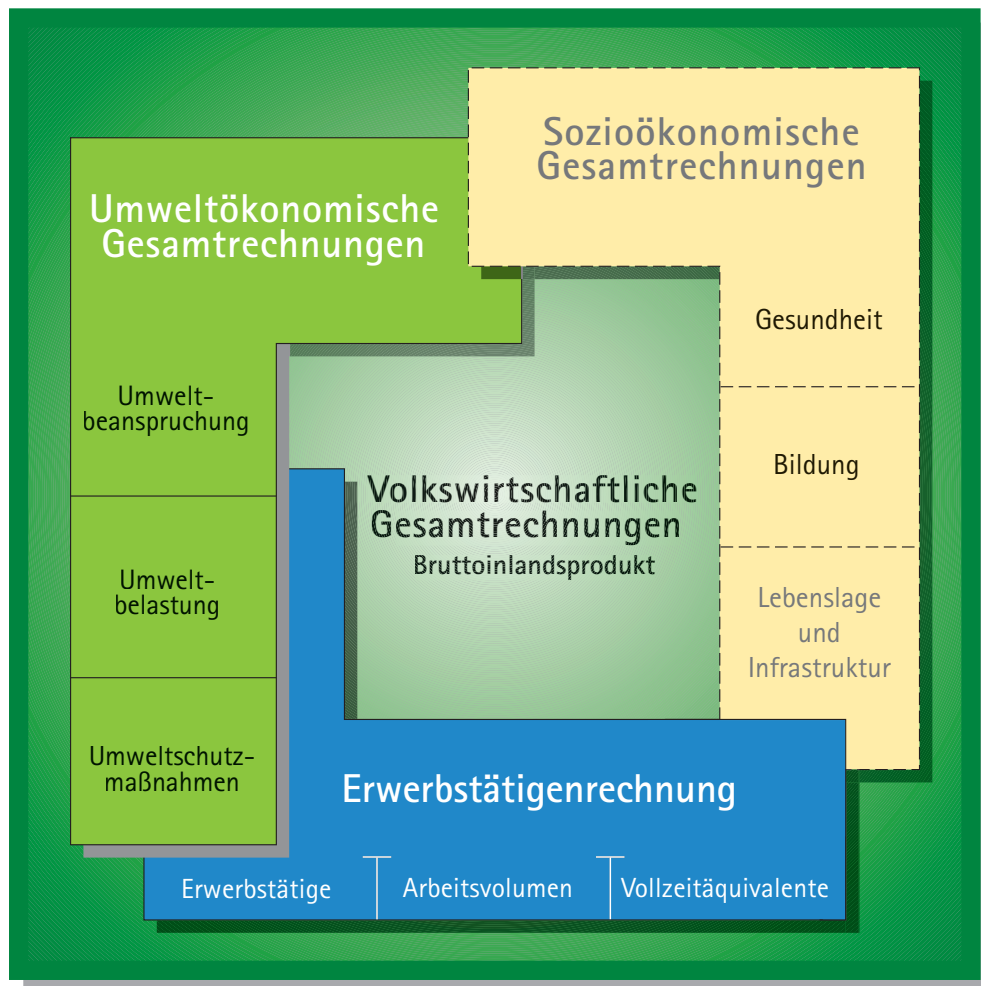 Sozioökonomische
Gesamtrechnungen
Umweltökonomische
Gesamtrechnungen
Gesundheit
Umwelt-
beanspruchung
Bildung
Volkswirtschaftliche
Gesamtrechnungen
Bruttoinlandsprodukt
Umwelt-
belastung
Lebenslage
und
Infrastruktur
Umweltschutz-
maßnahmen
Erwerbstätigenrechnung
Erwerbstätige
Arbeitsvolumen
Vollzeitäquivalente